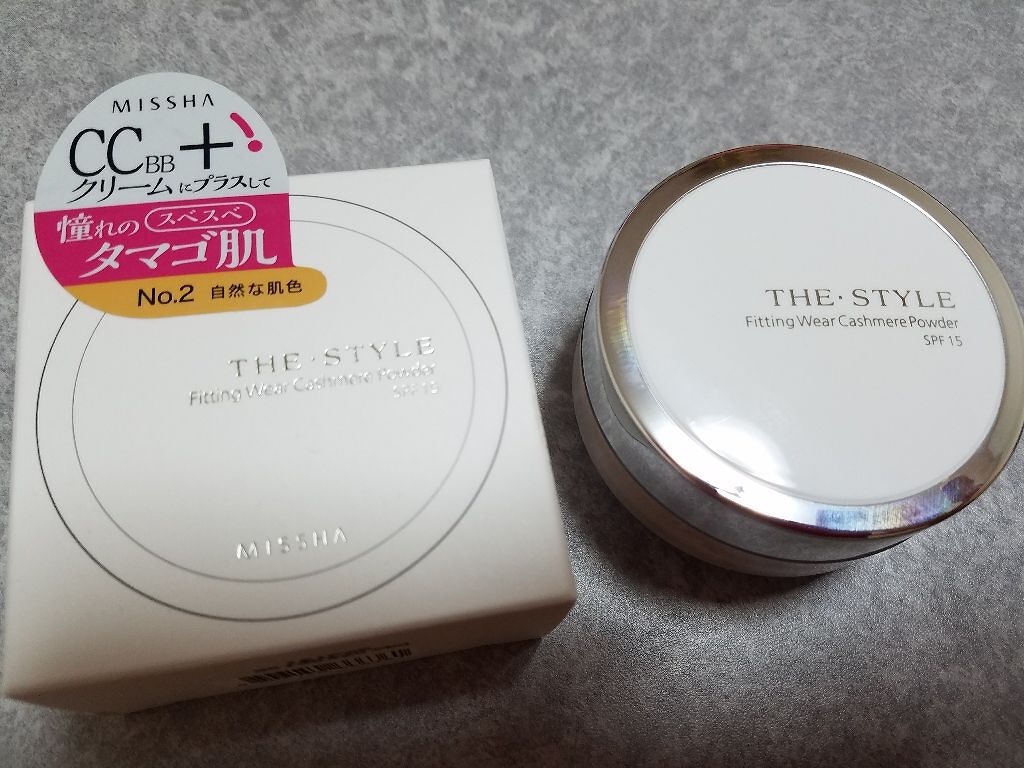 MISSHA
CCBB+!
クリームにプラスして
憧れのスベスベ
タマゴ肌
No.2 自然な肌色
THE・STYLE
Fitting Wear Cashmere Powder
SPF 15
MISSHA
THE・STYLE
Fitting Wear Cashmere Powder
SPF 15